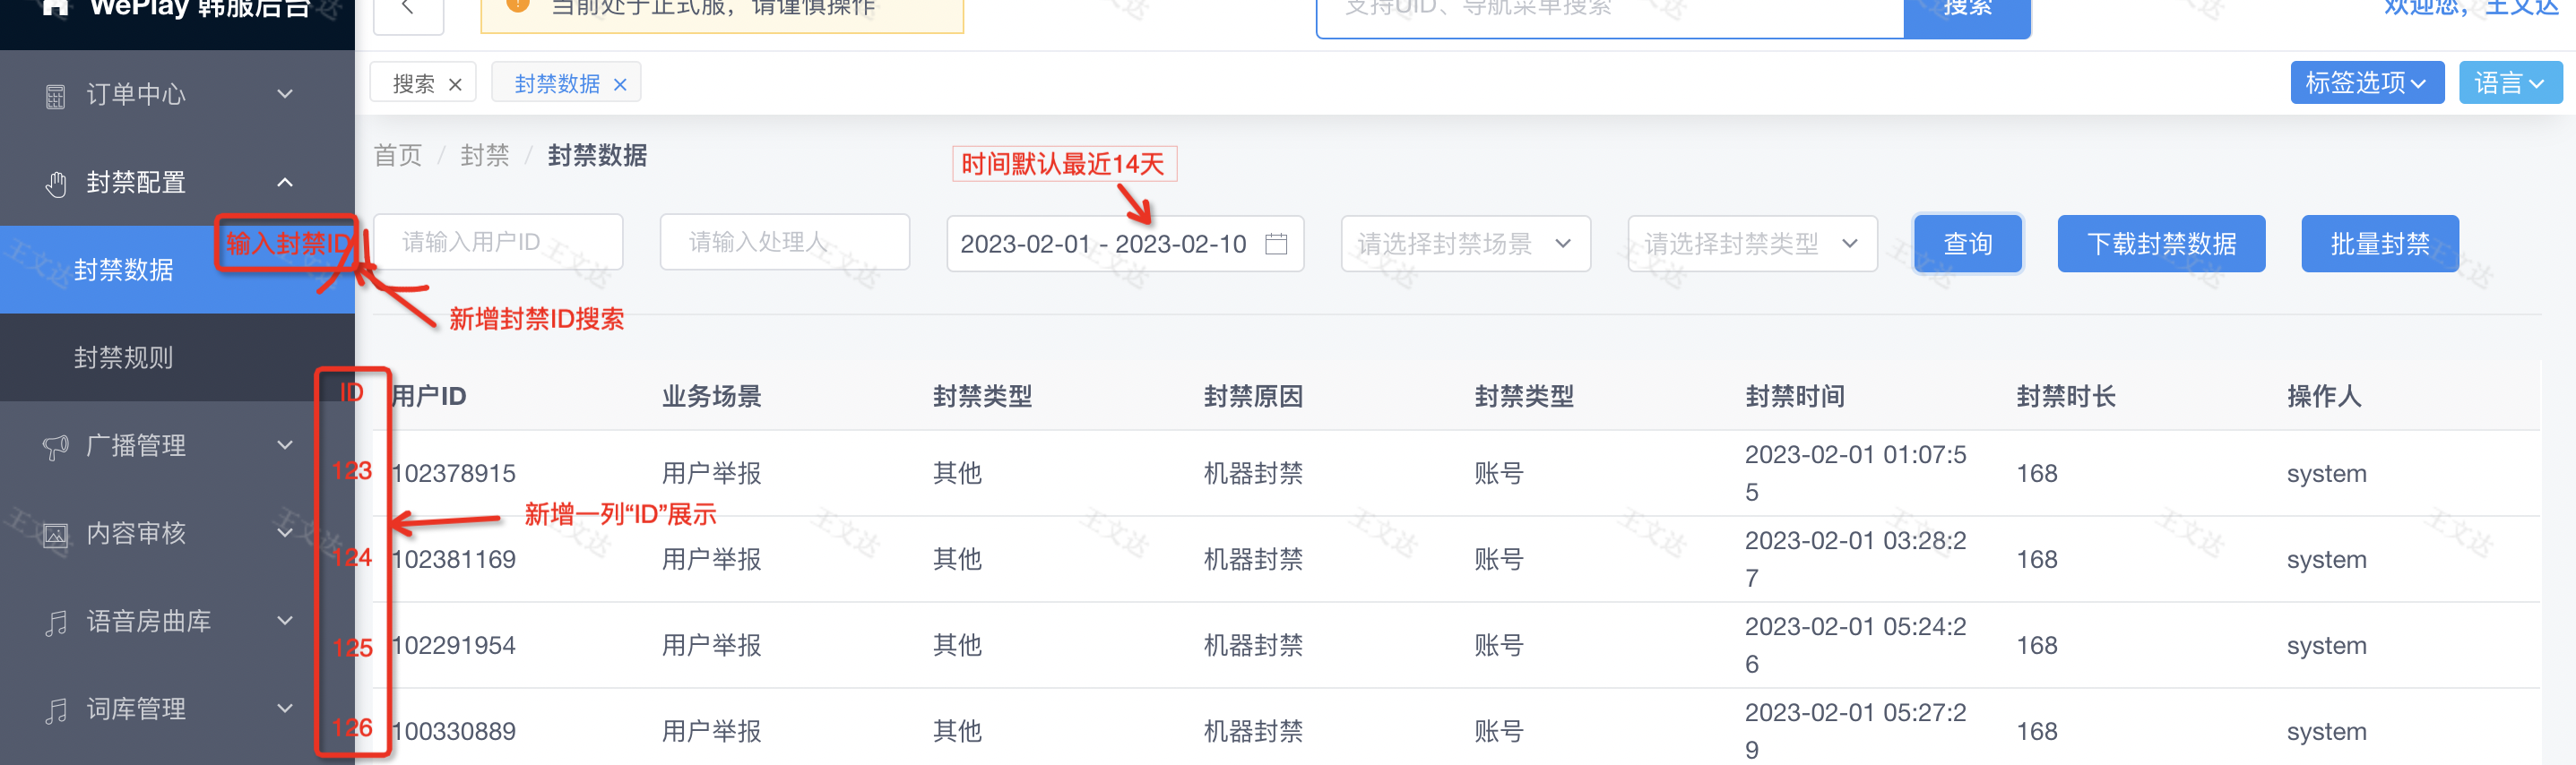 WePlay 韩服后台
当前处于正式服，请谨慎操作
支持UID、导航菜单搜索
搜索
欢迎您，王文达
搜索
封禁数据
标签选项
语言
订单中心
封禁配置
封禁数据
封禁规则
广播管理
内容审核
语音房曲库
词库管理
首页 / 封禁 / 封禁数据
时间默认最近14天
输入封禁ID
请输入用户ID
请输入处理人
2023-02-01 - 2023-02-10
请选择封禁场景
请选择封禁类型
查询
下载封禁数据
批量封禁
新增封禁ID搜索
ID 用户ID 业务场景 封禁类型 封禁原因 封禁类型 封禁时间 封禁时长 操作人
123 102378915 用户举报 其他 机器封禁 账号 2023-02-01 01:07:5
5 168 system
新增一列“ID”展示
124 102381169 用户举报 其他 机器封禁 账号 2023-02-01 03:28:2
7 168 system
125 102291954 用户举报 其他 机器封禁 账号 2023-02-01 05:24:2
6 168 system
126 100330889 用户举报 其他 机器封禁 账号 2023-02-01 05:27:2
9 168 system
王文达